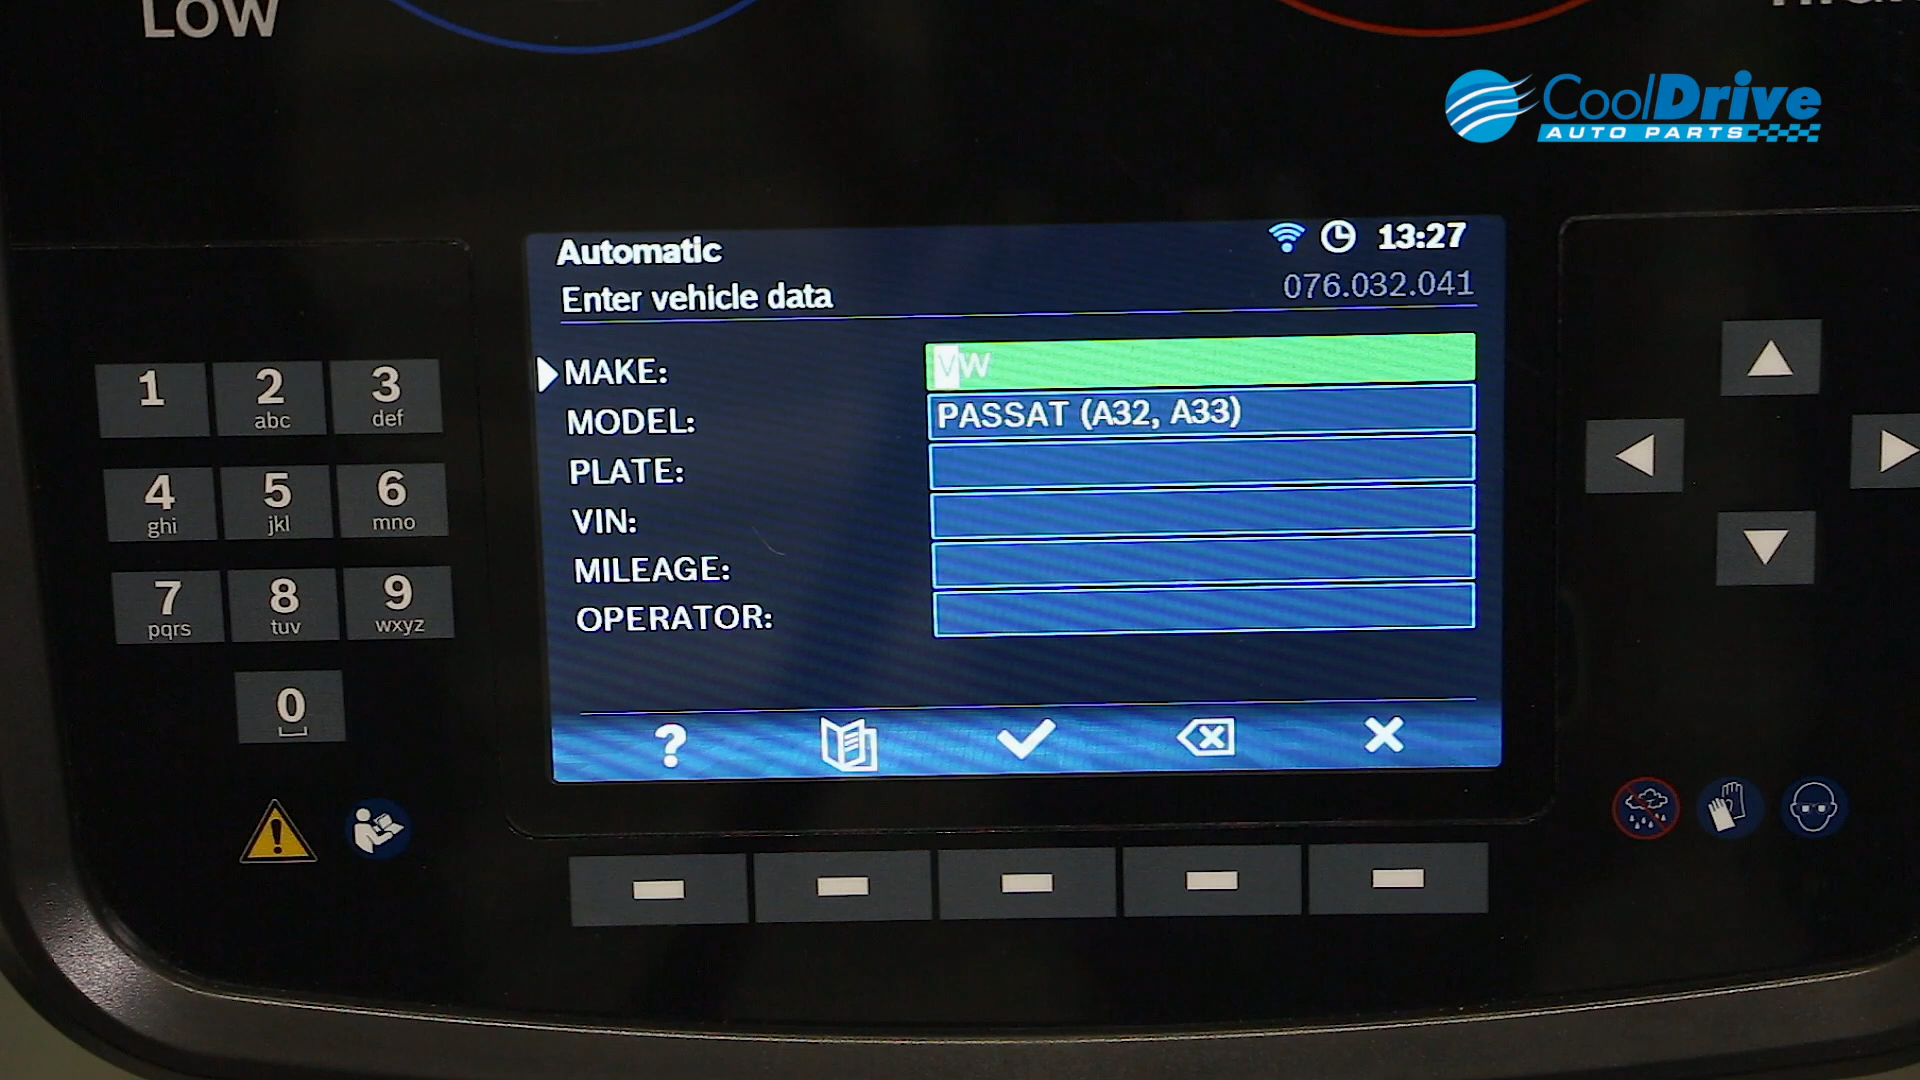 LOW
CoolDrive
AUTO PARTS
Automatic
13:27
Enter vehicle data
076.032.041
MAKE: VW
MODEL: PASSAT (A32, A33)
PLATE:
VIN:
MILEAGE:
OPERATOR:
?
1
2 abc
3 def
4 ghi
5 jkl
6 mno
7 pqrs
8 tuv
9 wxyz
0